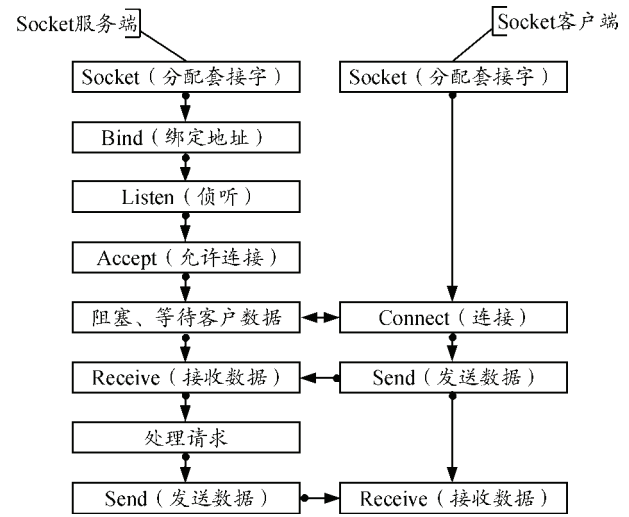 Socket服务端
Socket客户端
Socket（分配套接字）
Socket（分配套接字）
Bind（绑定地址）
Listen（侦听）
Accept（允许连接）
阻塞、等待客户数据
Connect（连接）
Receive（接收数据）
Send（发送数据）
处理请求
Send（发送数据）
Receive（接收数据）